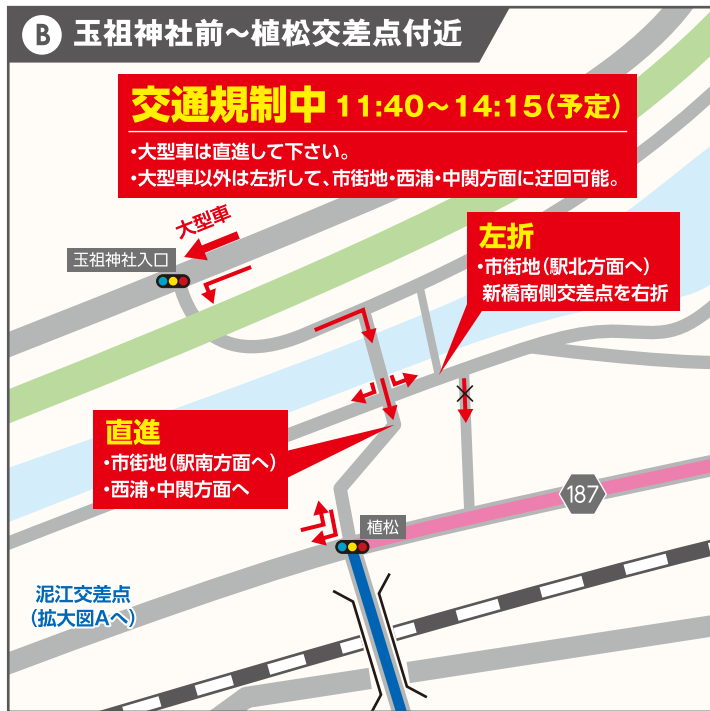 B 玉祖神社前～植松交差点付近
交通規制中 11:40～14:15(予定)
・大型車は直進して下さい。
・大型車以外は左折して、市街地・西浦・中関方面に迂回可能。
大型車
玉祖神社入口
左折
・市街地(駅北方面へ)
新橋南側交差点を右折
直進
・市街地(駅南方面へ)
・西浦・中関方面へ
187
植松
泥江交差点
(拡大図Aへ)